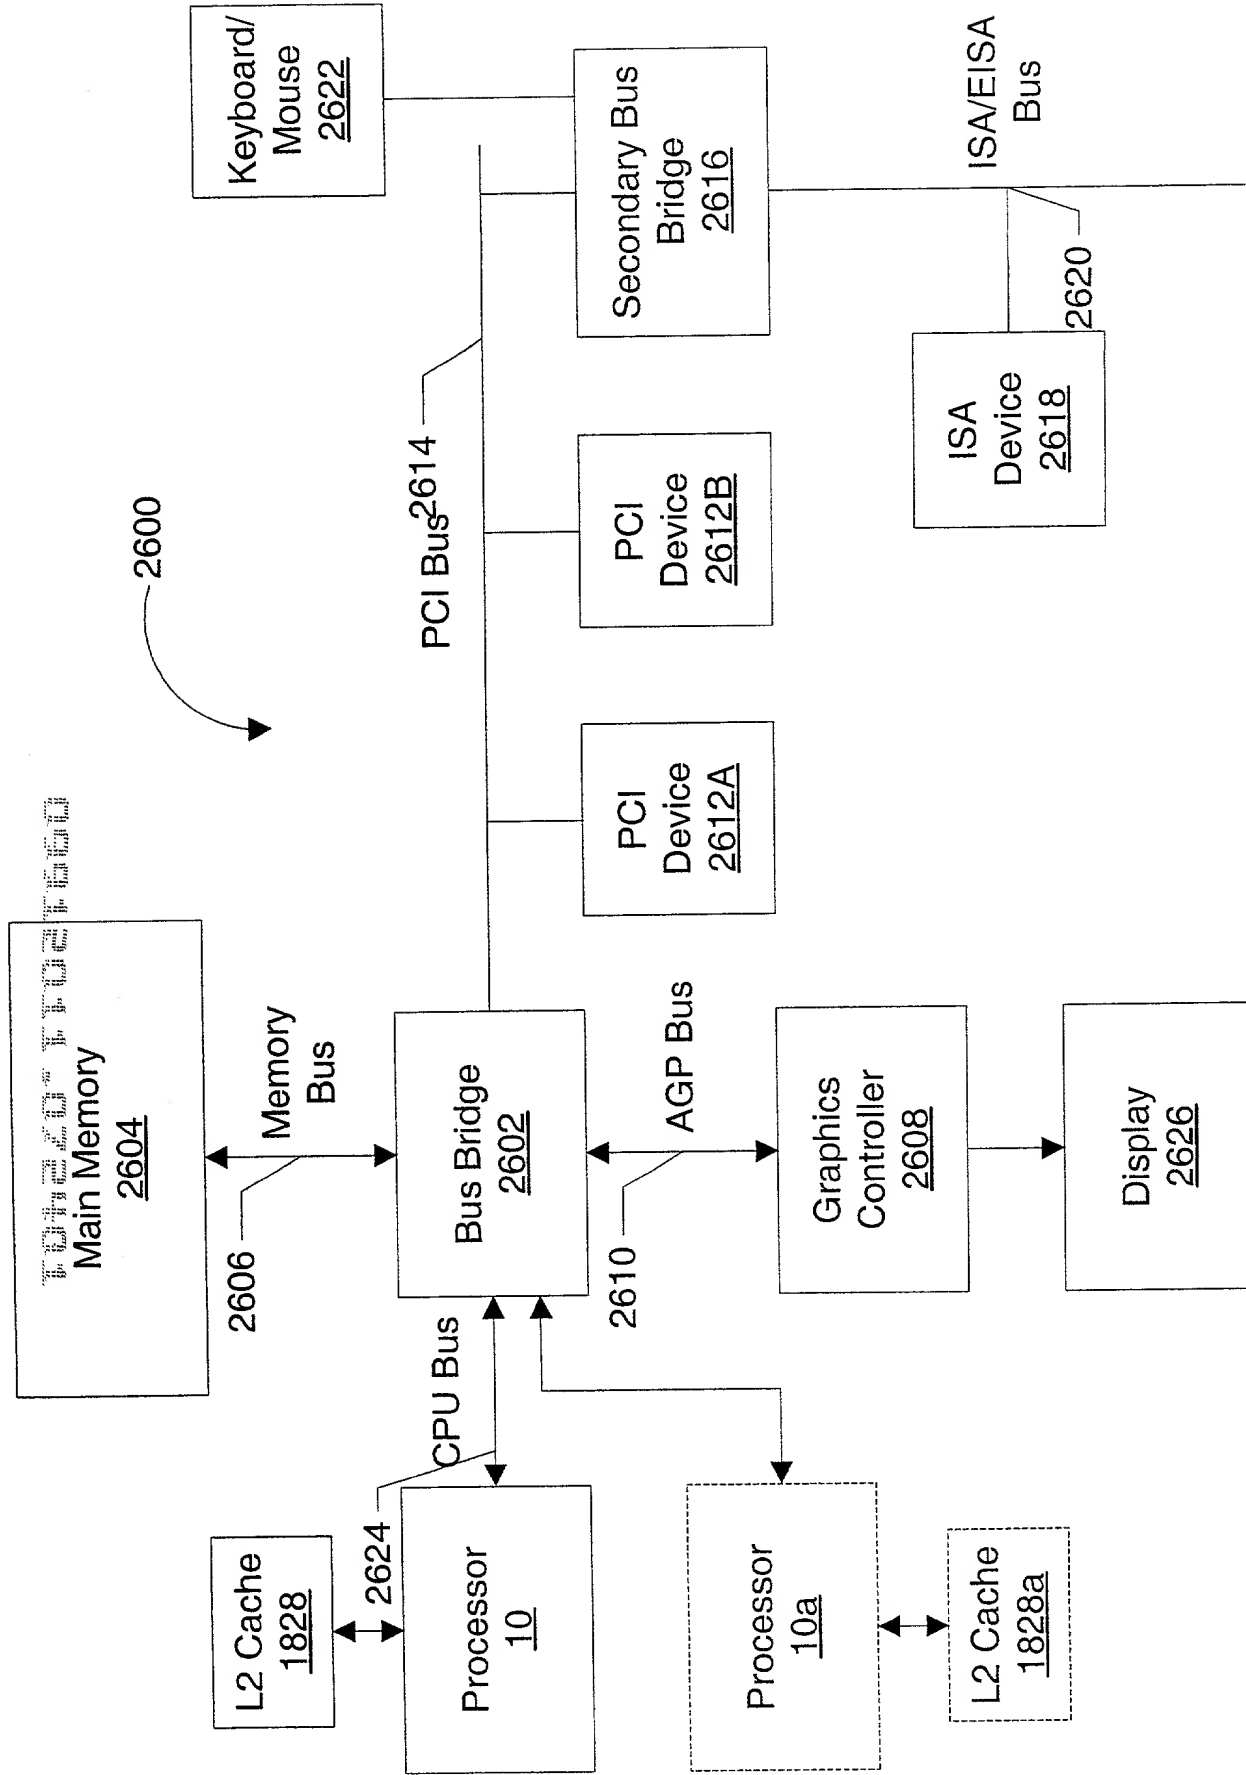 Main Memory
2604
2600
Keyboard/
Mouse
2622
L2 Cache
1828
2606
Memory
Bus
2624
CPU Bus
PCI Bus
2614
Processor
10
Bus Bridge
2602
2610
AGP Bus
PCI
Device
2612A
PCI
Device
2612B
Secondary Bus
Bridge
2616
Processor
10a
Graphics
Controller
2608
L2 Cache
1828a
ISA
Device
2618
2620
ISA/EISA
Bus
Display
2626